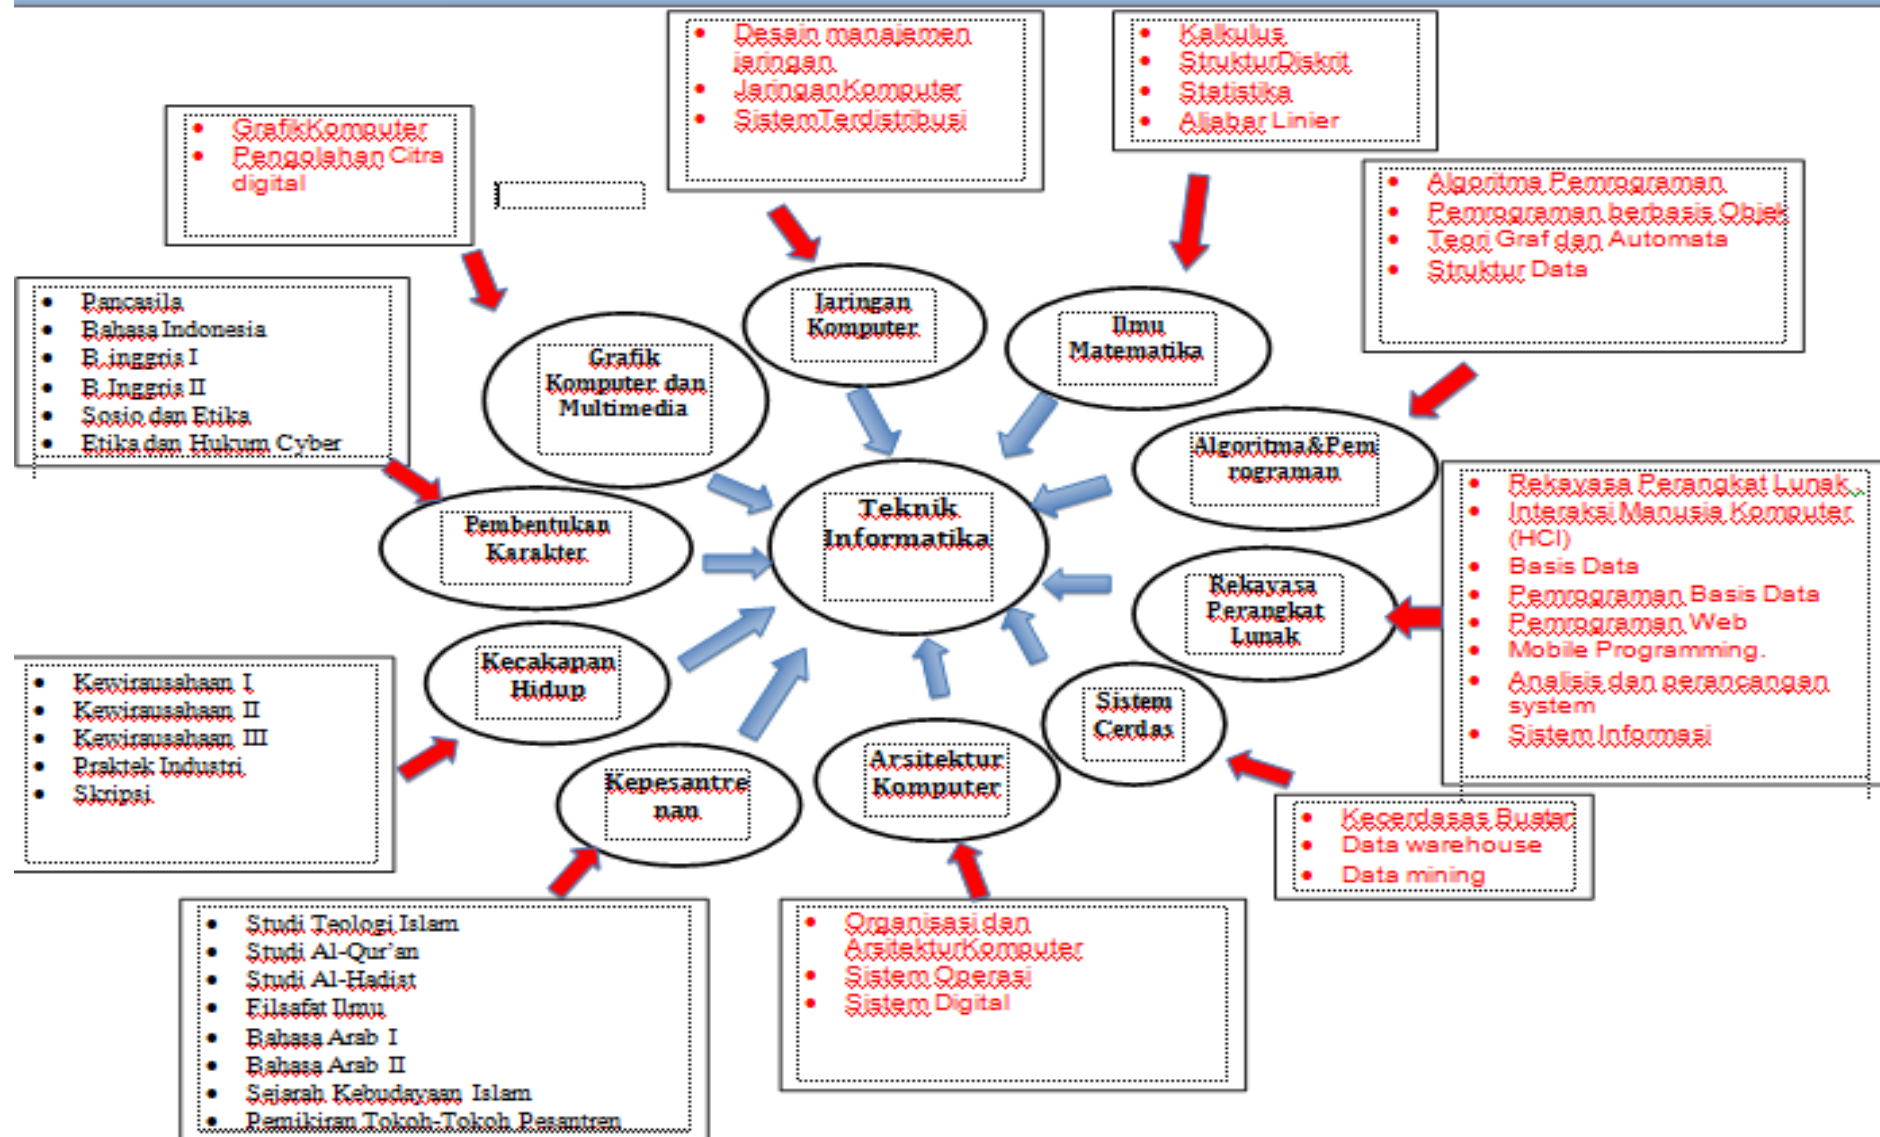 Desain manajemen
jaringan
JaringanKomputer
SistemTerdistribusi
Kalkulus
StrukturDiskrit
Statistika
Aljabar Linier
GrafikKomputer
Pengolahan Citra
digital
Algoritma Pemrograman
Pemrograman berbasis Objek
Teori Graf dan Automata
Struktur Data
Pancasila
Bahasa Indonesia
B.inggris I
B.Inggris II
Sosio dan Etika
Etika dan Hukum Cyber
Jaringan
Komputer
Ilmu
Matematika
Grafik
Komputer dan
Multimedia
Algoritma&Pem
rograman
Teknik
Informatika
Pembentukan
Karakter
Rekayasa Perangkat Lunak .
Interaksi Manusia Komputer
(HCI)
Basis Data
Pemrograman Basis Data
Pemrograman Web
Mobile Programming.
Analisis dan perancangan
system
Sistem Informasi
Rekayasa
Perangkat
Lunak
Kecakapan
Hidup
Kewirausahaan I
Kewirausahaan II
Kewirausahaan III
Praktek Industri
Skripsi
Sistem
Cerdas
Arsitektur
Komputer
Kepesantre
nan
Kecerdasas Buatan
Data warehouse
Data mining
Studi Teologi Islam
Studi Al-Qur'an
Studi Al-Hadist
Filsafat Ilmu
Bahasa Arab I
Bahasa Arab II
Sejarah Kebudayaan Islam
Pemikiran Tokoh-Tokoh Pesantren
Organisasi dan
ArsitekturKomputer
Sistem Operasi
Sistem Digital